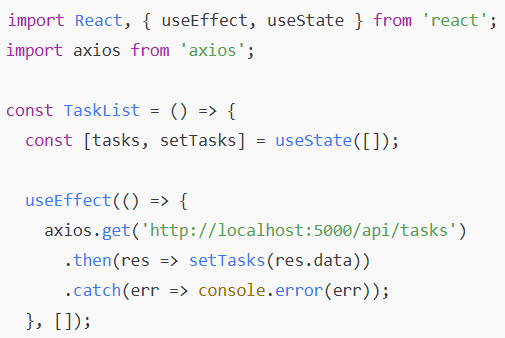 import React, { useEffect, useState } from 'react';
import axios from 'axios';
const TaskList = () => {
  const [tasks, setTasks] = useState([]);
  useEffect(() => {
    axios.get('http://localhost:5000/api/tasks')
      .then(res => setTasks(res.data))
      .catch(err => console.error(err));
  }, []);